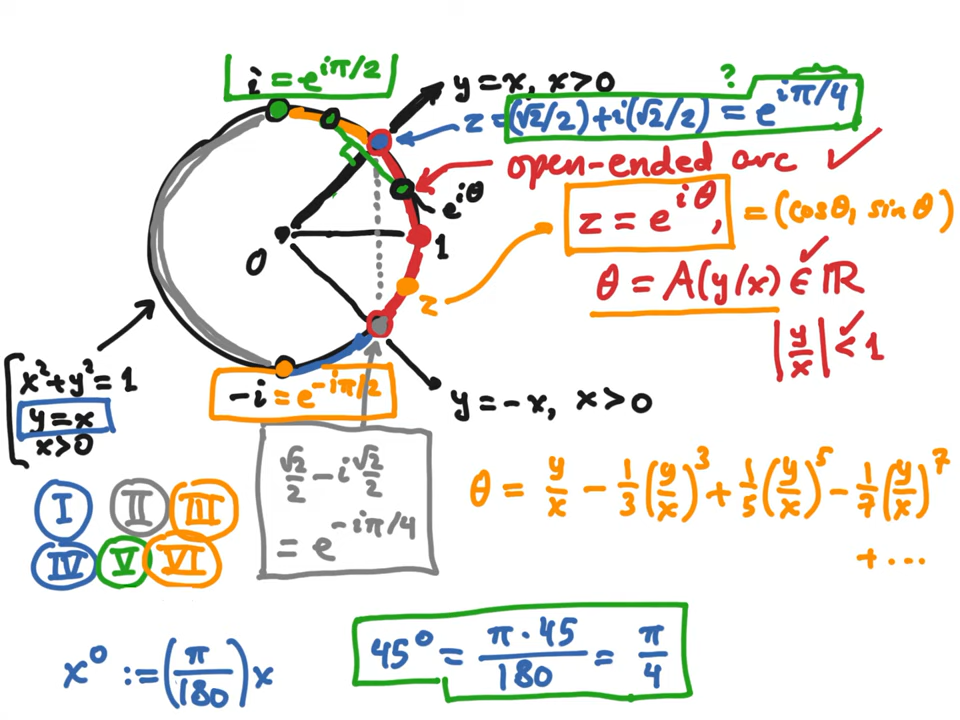 i = e^{iπ/2}
y = x, x > 0
?
z = (√2/2) + i(√2/2) = e^{iπ/4}
open-ended arc ✓
e^{iθ}
z = e^{iθ}, = (cosθ, sinθ)
0
1
θ = A(y/x) ∈ ℝ ✓
z
|y/x| < 1 ✓
x² + y² = 1
y = x
x > 0
-i = e^{-iπ/2}
y = -x, x > 0
√2/2 - i √2/2
= e^{-iπ/4}
θ = y/x - 1/3 (y/x)³ + 1/5 (y/x)⁵ - 1/7 (y/x)⁷
+ ...
I II III
IV V VI
x° := (π/180) x
45° = π · 45/180 = π/4